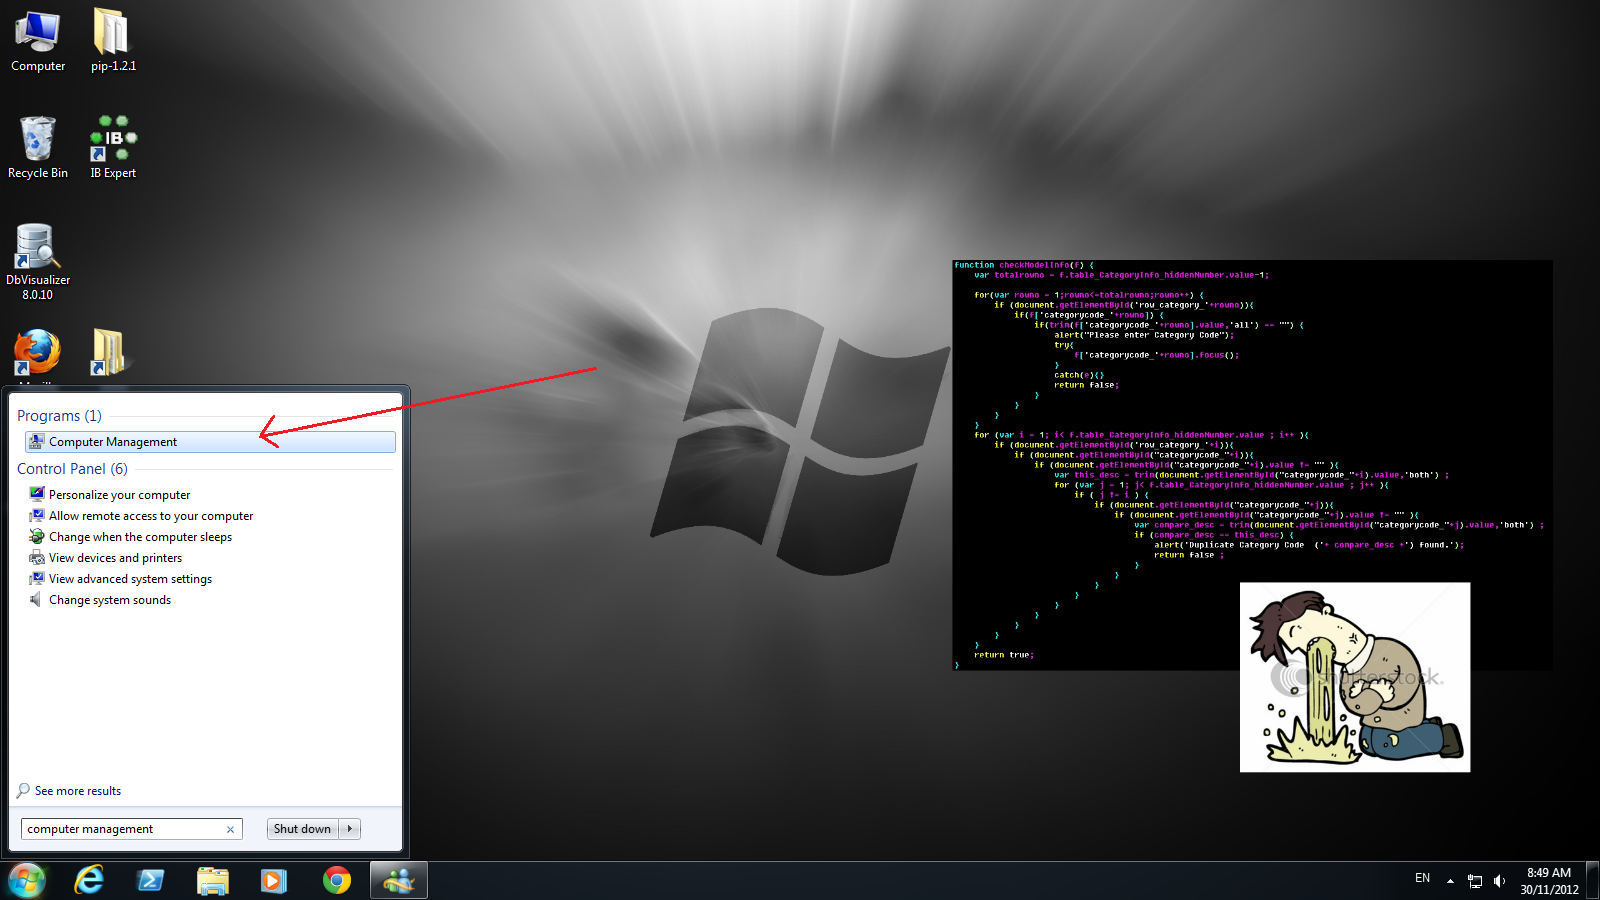 Computer
pip-1.2.1
Recycle Bin
IB
IB Expert
DbVisualizer
8.0.10
Programs (1)
Computer Management
Control Panel (6)
Personalize your computer
Allow remote access to your computer
Change when the computer sleeps
View devices and printers
View advanced system settings
Change system sounds
See more results
computer management
Shut down
function checkModelInfo(f) {
var totalrowno = f.table_CategoryInfo_hiddenNumber.value-1;
for(var rowno = 1;rowno<=totalrowno;rowno++) {
if (document.getElementById('row_category_'+rowno)){
if(f['categorycode_'+rowno]) {
if(trim(f['categorycode_'+rowno].value,'all') == "") {
alert("Please enter Category Code");
try{
f['categorycode_'+rowno].focus();
}
catch(e){}
return false;
}
}
}
}
for (var i = 1; i< f.table_CategoryInfo_hiddenNumber.value ; i++ ){
if (document.getElementById('row_category_'+i)){
if (document.getElementById("categorycode_"+i)){
if (document.getElementById("categorycode_"+i).value != "" ){
var this_desc = trim(document.getElementById("categorycode_"+i).value,'both') ;
for (var j = 1; j< f.table_CategoryInfo_hiddenNumber.value ; j++ ){
if ( j != i ) {
if (document.getElementById("categorycode_"+j)){
if (document.getElementById("categorycode_"+j).value != "" ){
var compare_desc = trim(document.getElementById("categorycode_"+j).value,'both') ;
if (compare_desc == this_desc) {
alert('Duplicate Category Code ('+ compare_desc +') found.');
return false ;
}
}
}
}
}
}
}
}
}
return true;
}
shutterstock
EN
8:49 AM
30/11/2012